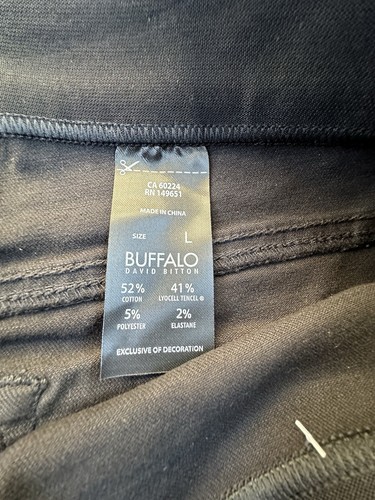 CA 60224
RN 149651
MADE IN CHINA
SIZE L
BUFFALO
DAVID BITTON
52% 41%
COTTON LYOCELL TENCEL ®
5% 2%
POLYESTER ELASTANE
EXCLUSIVE OF DECORATION